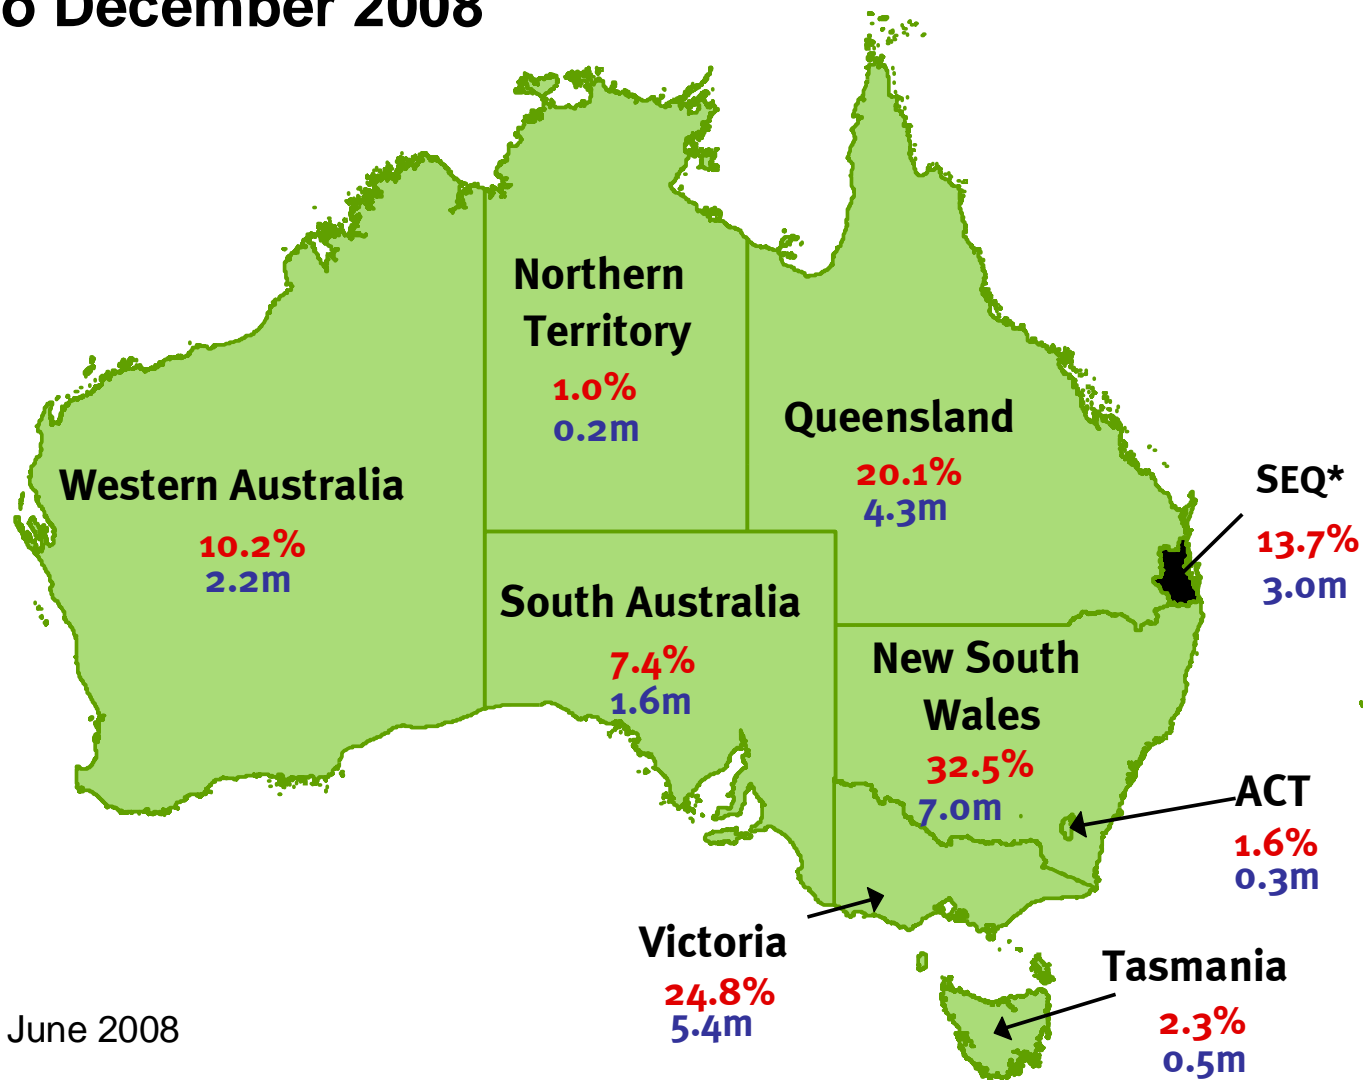 o December 2008
Northern
Territory
1.0%
0.2m
Queensland
20.1%
4.3m
SEQ*
13.7%
3.0m
Western Australia
10.2%
2.2m
South Australia
7.4%
1.6m
New South
Wales
32.5%
7.0m
ACT
1.6%
0.3m
Victoria
24.8%
5.4m
Tasmania
2.3%
0.5m
June 2008